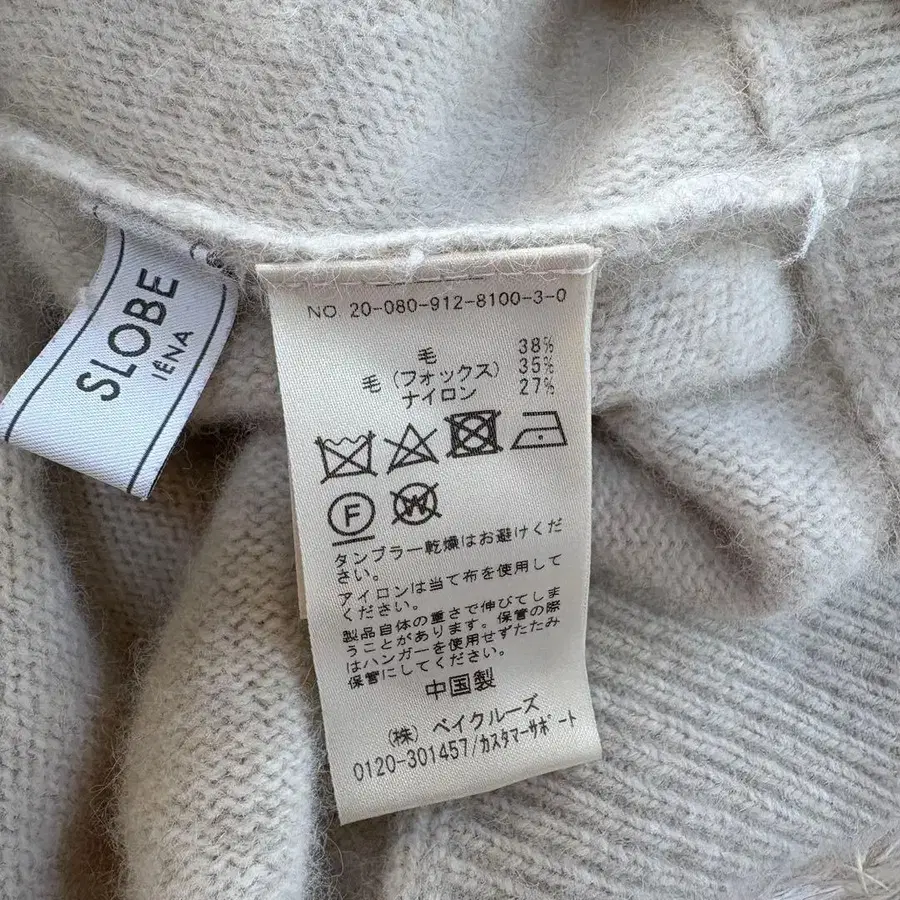 SLOBE
IÉNA
NO. 20-080-912-8100-3-0
毛 38%
毛 (フォックス) 35%
ナイロン 27%
F
W
タンブラー乾燥はお避けくだ
さい。
アイロンは当て布を使用して
ください。
製品自体の重さで伸びてしま
うことがあります。保管の際
はハンガーを使用せずたたみ
保管にしてください。
中国製
(株) ベイクルーズ
0120-301457/カスタマーサポート